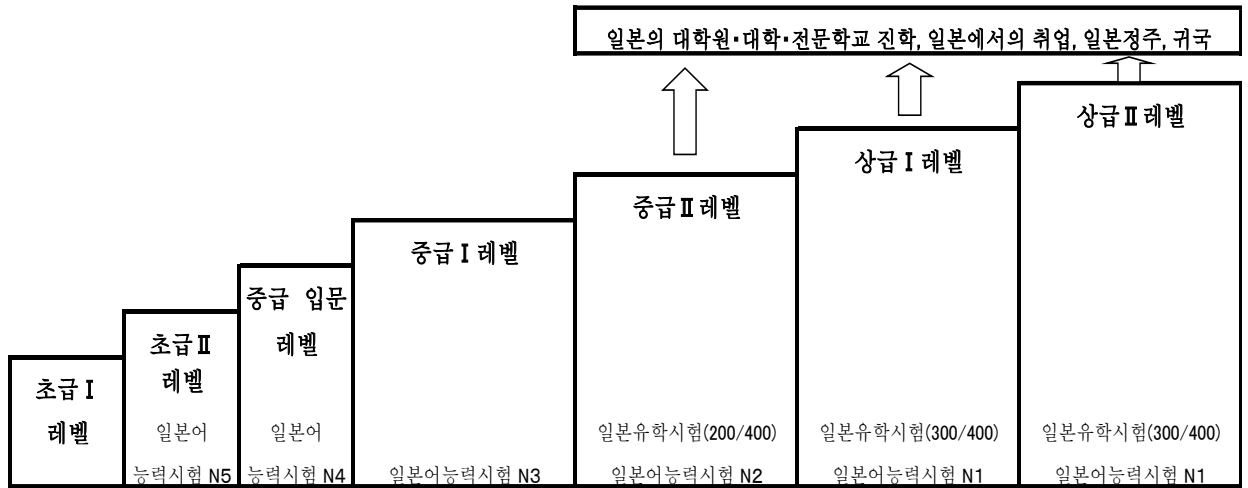 일본의 대학원·대학·전문학교 진학, 일본에서의 취업, 일본정주, 귀국
상급Ⅱ레벨
상급Ⅰ레벨
중급Ⅱ레벨
중급Ⅰ레벨
중급 입문
레벨
초급Ⅱ
레벨
초급Ⅰ
레벨
일본어
능력시험 N5
일본어
능력시험 N4
일본어능력시험 N3
일본유학시험(200/400)
일본어능력시험 N2
일본유학시험(300/400)
일본어능력시험 N1
일본유학시험(300/400)
일본어능력시험 N1